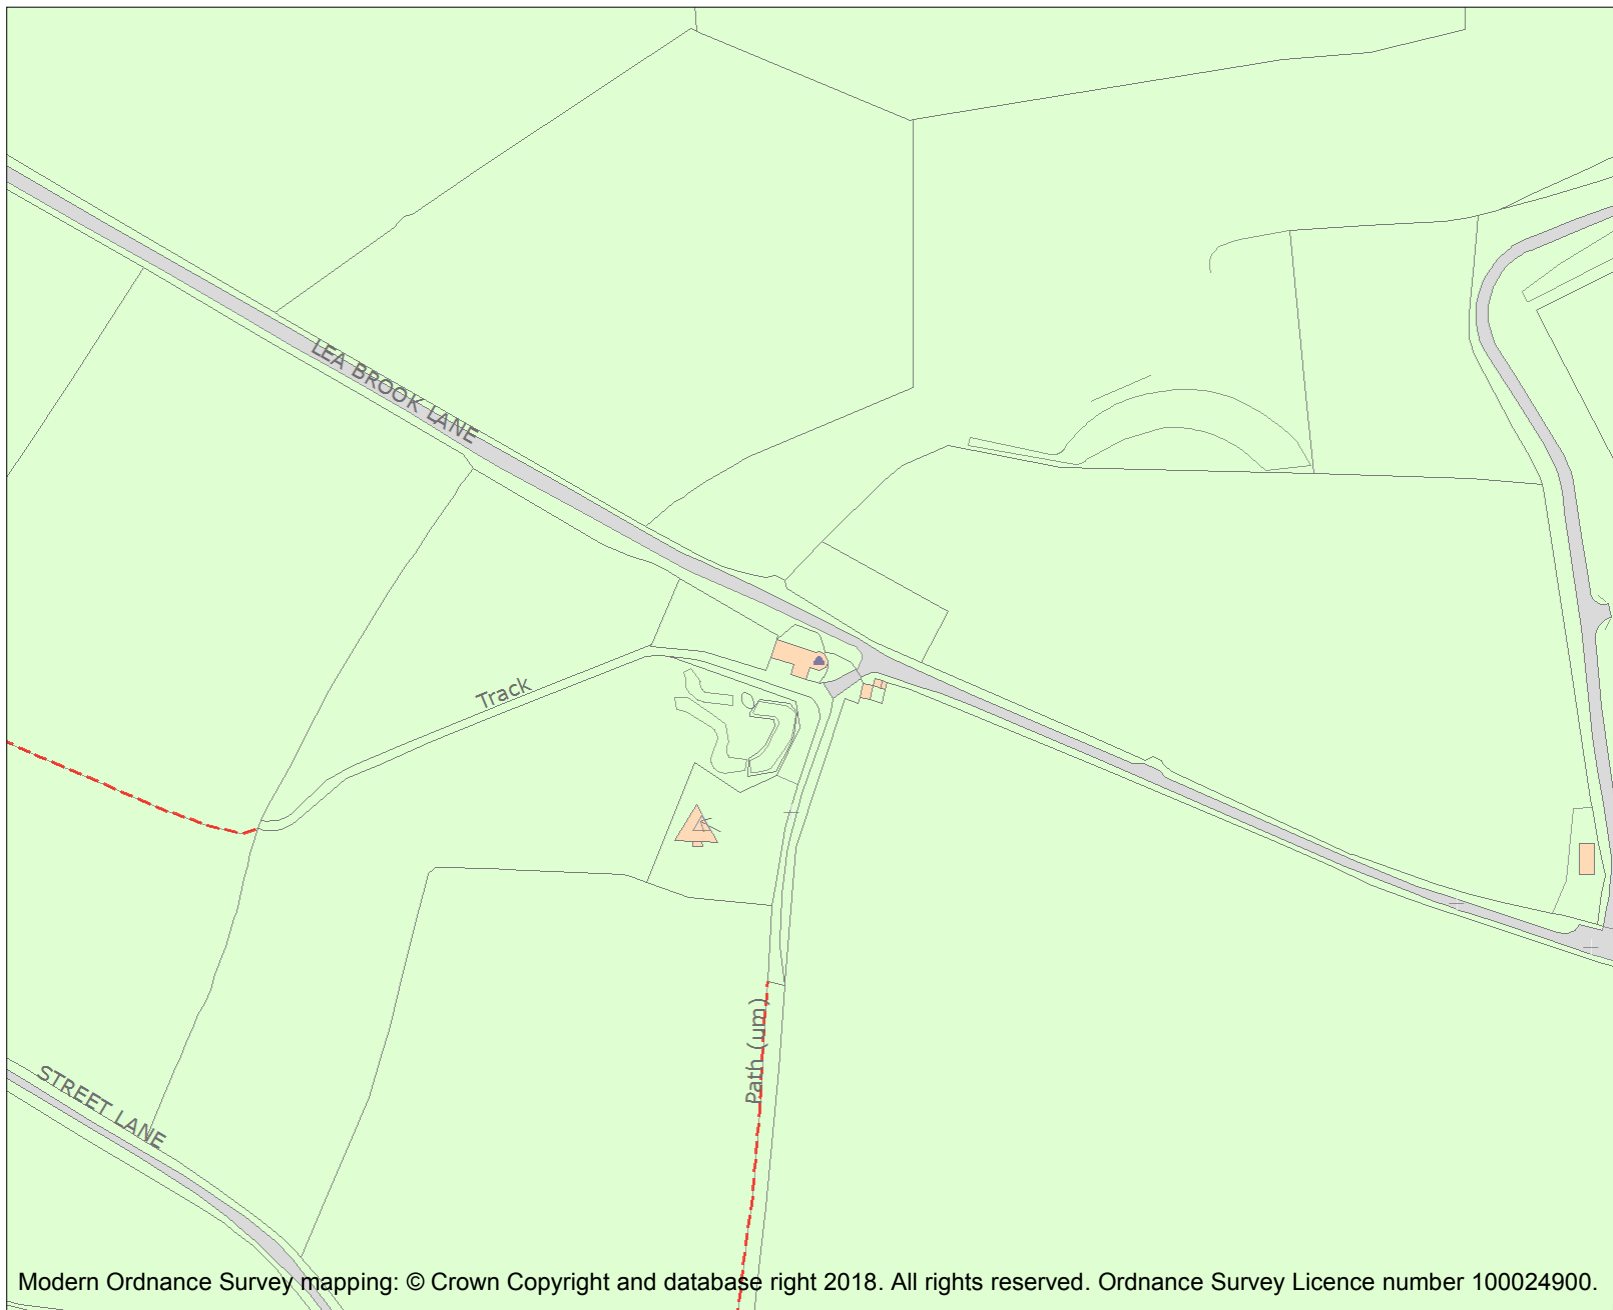 LEA BROOK LANE
Track
Path (um)
STREET LANE
Modern Ordnance Survey mapping: © Crown Copyright and database right 2018. All rights reserved. Ordnance Survey Licence number 100024900.